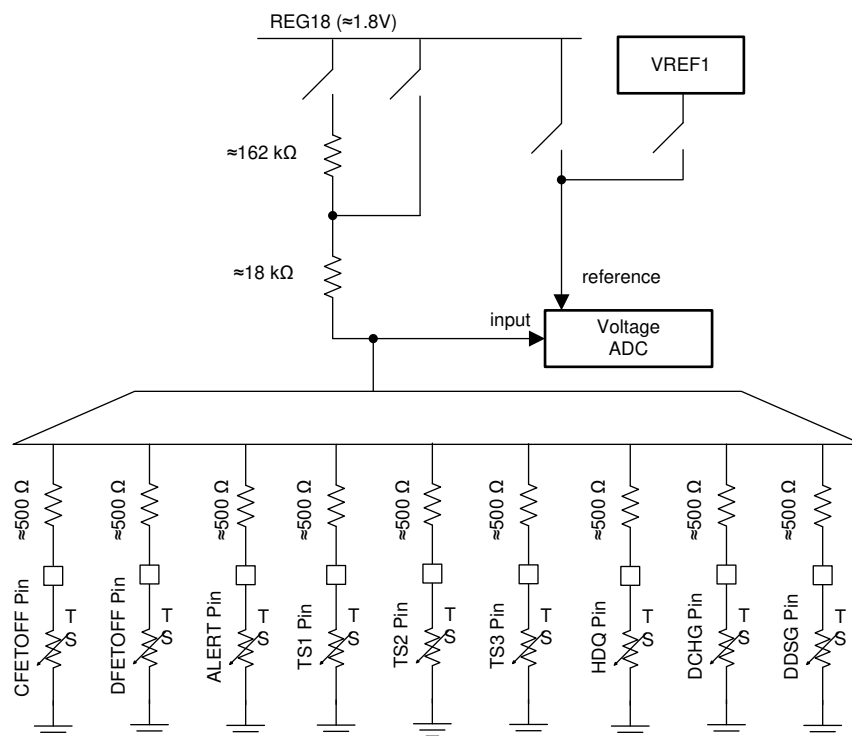 REG18 (≈1.8V)
VREF1
≈162 kΩ
≈18 kΩ
reference
input
Voltage
ADC
≈500 Ω
≈500 Ω
≈500 Ω
≈500 Ω
≈500 Ω
≈500 Ω
≈500 Ω
≈500 Ω
≈500 Ω
CFETOFF Pin
T
S
DFETOFF Pin
T
S
ALERT Pin
T
S
TS1 Pin
T
S
TS2 Pin
T
S
TS3 Pin
T
S
HDQ Pin
T
S
DCHG Pin
T
S
DDSG Pin
T
S